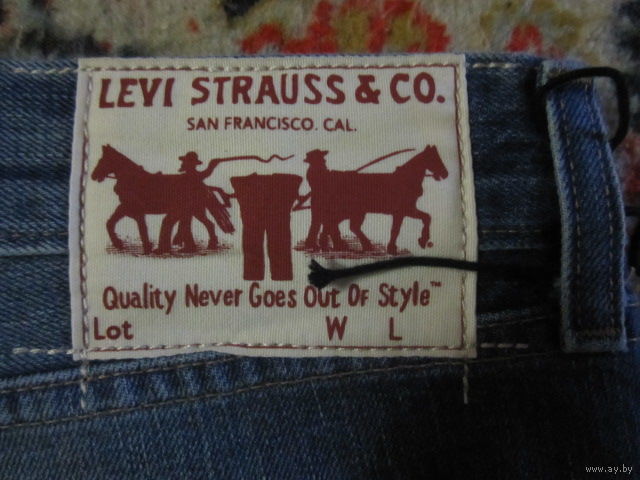 LEVI STRAUSS & CO.
SAN FRANCISCO. CAL.
Quality Never Goes Out Of Style™
Lot W L
www.ay.by